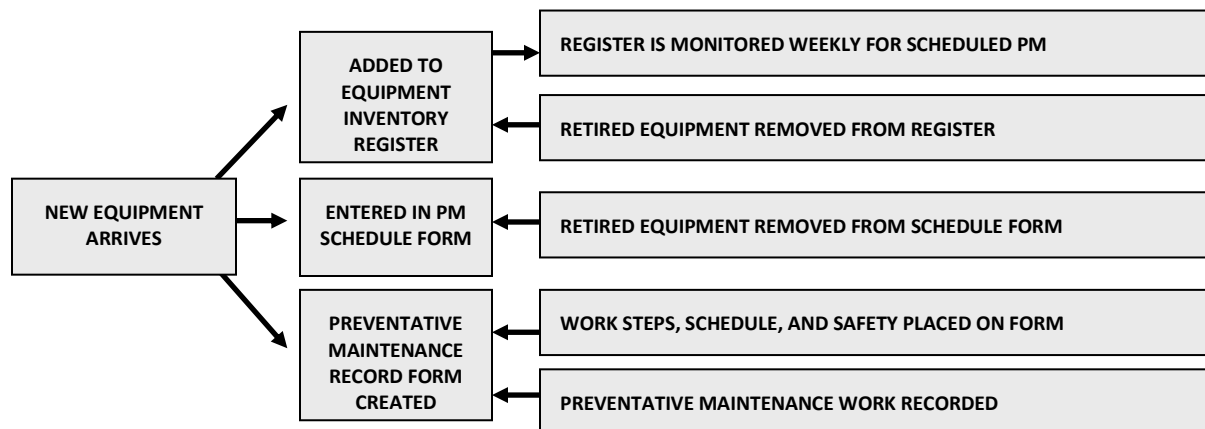 NEW EQUIPMENT
ARRIVES
ADDED TO
EQUIPMENT
INVENTORY
REGISTER
REGISTER IS MONITORED WEEKLY FOR SCHEDULED PM
RETIRED EQUIPMENT REMOVED FROM REGISTER
ENTERED IN PM
SCHEDULE FORM
RETIRED EQUIPMENT REMOVED FROM SCHEDULE FORM
PREVENTATIVE
MAINTENANCE
RECORD FORM
CREATED
WORK STEPS, SCHEDULE, AND SAFETY PLACED ON FORM
PREVENTATIVE MAINTENANCE WORK RECORDED